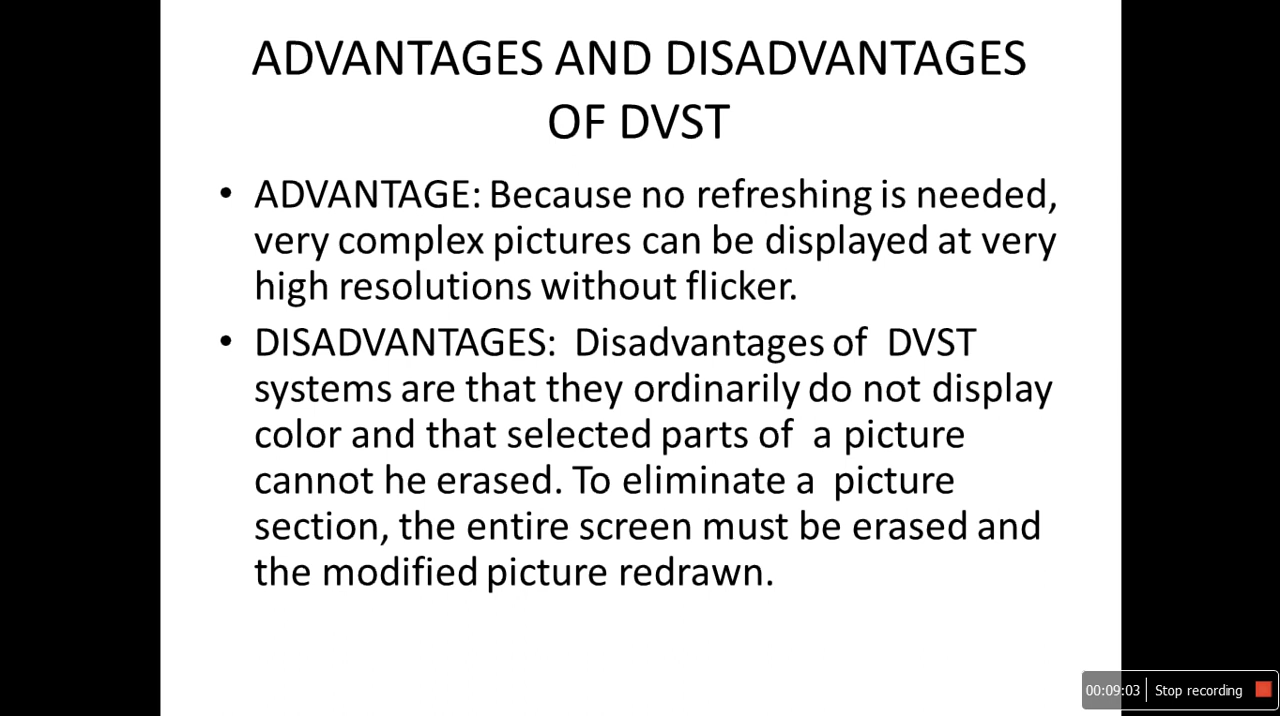 ADVANTAGES AND DISADVANTAGES
OF DVST
• ADVANTAGE: Because no refreshing is needed,
very complex pictures can be displayed at very
high resolutions without flicker.
• DISADVANTAGES: Disadvantages of DVST
systems are that they ordinarily do not display
color and that selected parts of a picture
cannot he erased. To eliminate a picture
section, the entire screen must be erased and
the modified picture redrawn.
00:09:03 Stop recording